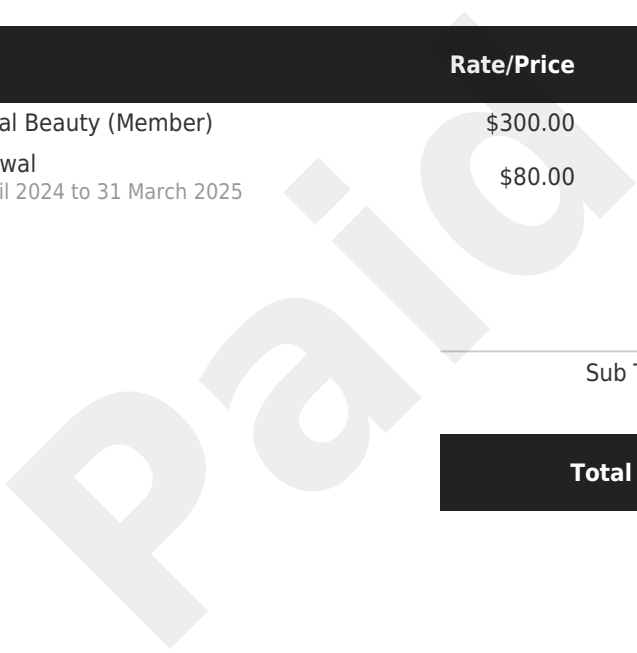 Rate/Price
al Beauty (Member) $300.00
wal
$80.00
il 2024 to 31 March 2025
Sub T
Total
Paid